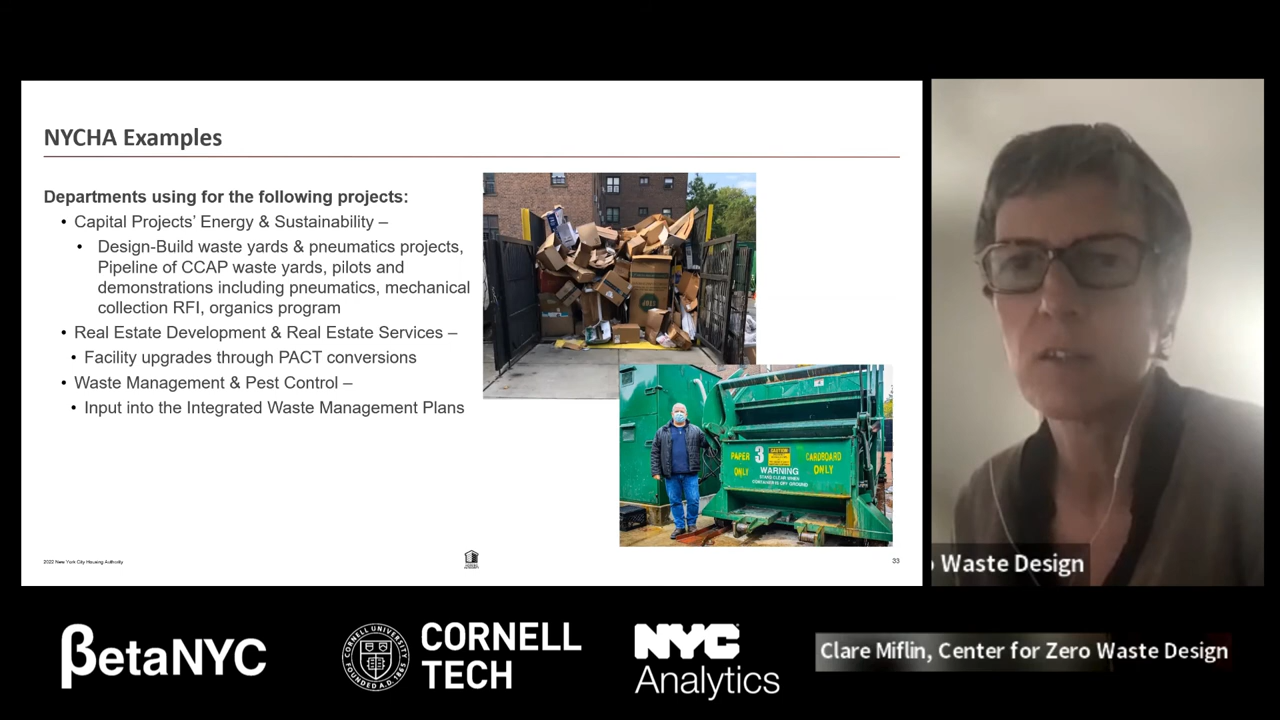 NYCHA Examples
Departments using for the following projects:
• Capital Projects' Energy & Sustainability –
• Design-Build waste yards & pneumatics projects,
Pipeline of CCAP waste yards, pilots and
demonstrations including pneumatics, mechanical
collection RFI, organics program
• Real Estate Development & Real Estate Services –
• Facility upgrades through PACT conversions
• Waste Management & Pest Control –
• Input into the Integrated Waste Management Plans
PAPER
ONLY
3
CAUTION
WARNING
STAND CLEAR WHEN
CONTAINER IS OFF GROUND
CARDBOARD
ONLY
2022 New York City Housing Authority
33
Waste Design
βetaNYC
CORNELL UNIVERSITY
FOUNDED A.D. 1865
CORNELL
TECH
NYC
Analytics
Clare Miflin, Center for Zero Waste Design